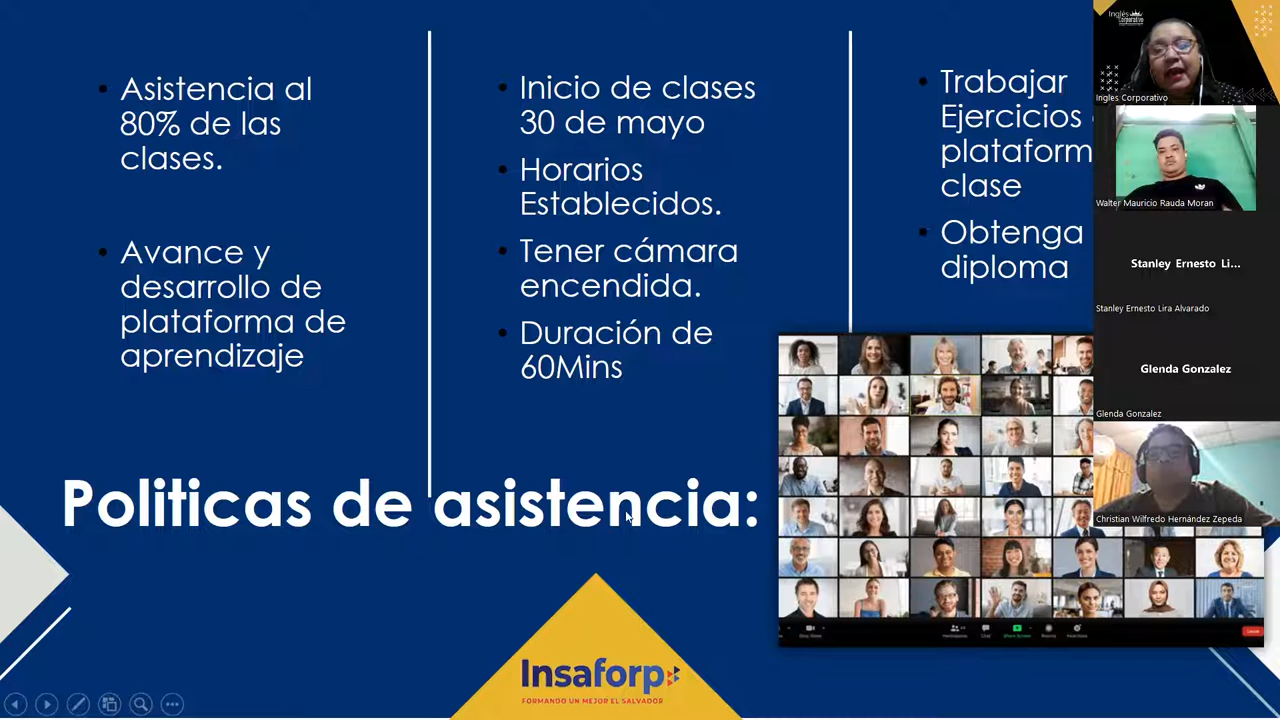 Asistencia al
80% de las
clases.
Avance y
desarrollo de
plataforma de
aprendizaje
Inicio de clases
30 de mayo
Horarios
Establecidos.
Tener cámara
encendida.
Duración de
60Mins
Trabajar
Ejercicios
plataform
clase
Obtenga
diploma
Politicas de asistencia:
Insaforp
FORMANDO UN MEJOR EL SALVADOR
Inglés
Corporativo
Ingles Corporativo
Walter Mauricio Rauda Moran
Stanley Ernesto Li...
Stanley Ernesto Lira Alvarado
Glenda Gonzalez
Glenda Gonzalez
Christian Wilfredo Hernández Zepeda